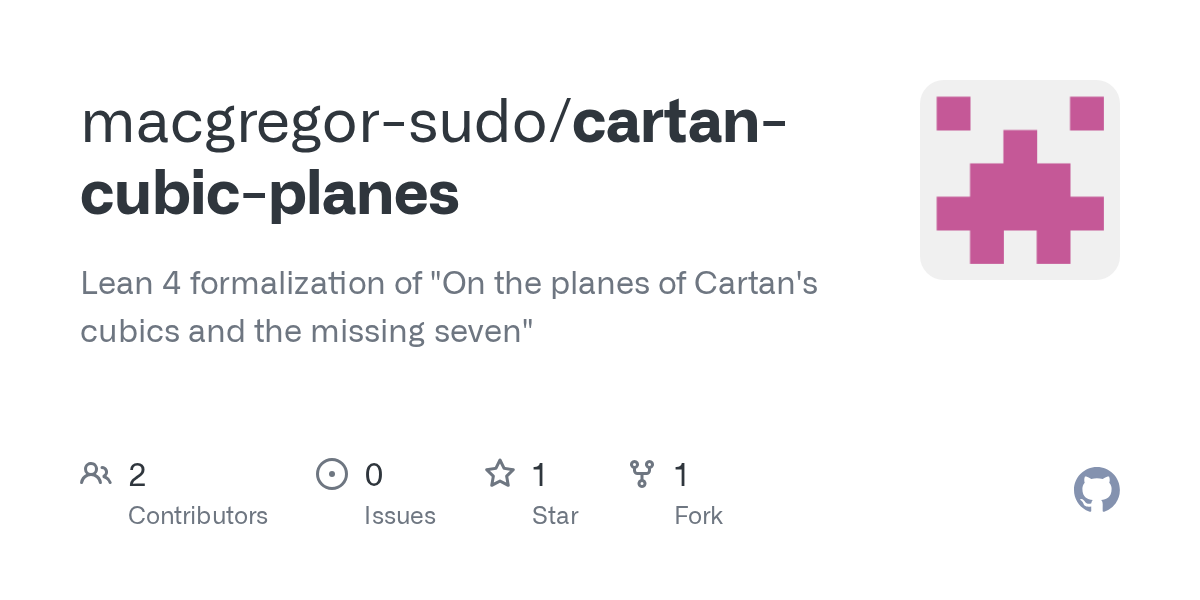 macgregor-sudo/cartan-
cubic-planes
Lean 4 formalization of "On the planes of Cartan's
cubics and the missing seven"
2 0 1 1
Contributors Issues Star Fork